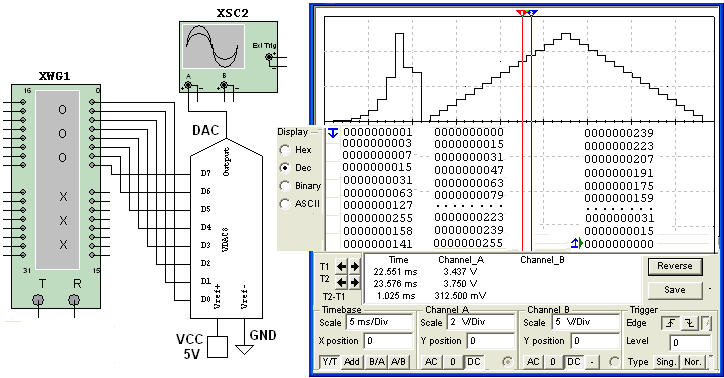 XSC2
Ext Trig
A B
XWG1
16 0
O
O
O
X
X
X
31 15
T R
DAC
Output
D7
D6
D5
D4
D3
D2
D1
D0
VDAC8
Vref+
Vref-
VCC
5V
GND
Display
Hex
Dec
Binary
ASCII
0000000001 0000000000 0000000239
0000000003 0000000015 0000000223
0000000007 0000000031 0000000207
0000000015 0000000047 0000000191
0000000031 0000000063 0000000175
0000000063 0000000079 0000000159
0000000127 . . . . . . . . . . . . . . . .
0000000255 0000000223 0000000031
0000000158 0000000239 0000000015
0000000141 0000000255 0000000000
Time Channel_A Channel_B
T1 22.551 ms 3.437 V
T2 23.576 ms 3.750 V
T2-T1 1.025 ms 312.500 mV
Reverse
Save
Timebase
Scale 5 ms/Div
X position 0
Y/T Add B/A A/B
Channel A
Scale 2 V/Div
Y position 0
AC 0 DC
Channel B
Scale 5 V/Div
Y position 0
AC 0 DC -
Trigger
Edge
Level 0
Type Sing. Nor.